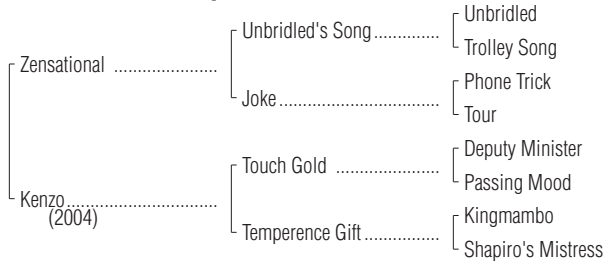 Unbridled
Unbridled's Song..............
Trolley Song
Zensational ......................
Phone Trick
Joke..................................
Tour
Deputy Minister
Touch Gold ......................
Passing Mood
Kenzo................................
(2004)
Kingmambo
Temperence Gift................
Shapiro's Mistress